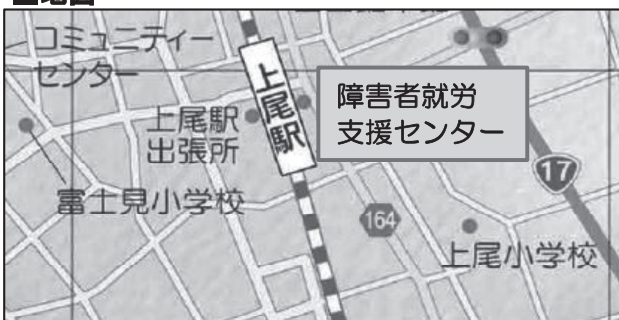 コミュニティー
センター
上尾駅
出張所
上尾駅
障害者就労
支援センター
17
富士見小学校
164
上尾小学校